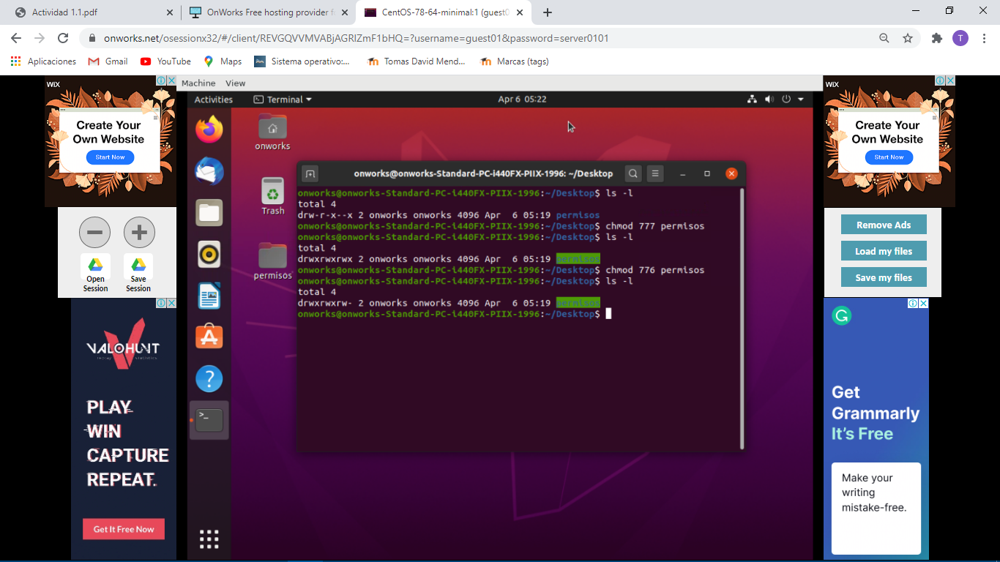 Actividad 1.1.pdf
OnWorks Free hosting provider f
CentOS-78-64-minimal:1 (guest0
onworks.net/osessionx32/#/client/REVGQVVMVABjAGRlZmF1bHQ=?username=guest01&password=server0101
T
Aplicaciones
Gmail
YouTube
Maps
Sistema operativo:...
Tomas David Mend...
Marcas (tags)
WiX
Create Your
Own Website
Start Now
Open
Session
Save
Session
VALOHUNT
PLAY
WIN
CAPTURE
REPEAT.
Get It Free Now
Machine View
Activities
Terminal
Apr 6 05:22
onworks
Trash
permisos
onworks@onworks-Standard-PC-i440FX-PIIX-1996: ~/Desktop
onworks@onworks-Standard-PC-i440FX-PIIX-1996:~/Desktop$ ls -l
total 4
drw-r-x--x 2 onworks onworks 4096 Apr  6 05:19 permisos
onworks@onworks-Standard-PC-i440FX-PIIX-1996:~/Desktop$ chmod 777 permisos
onworks@onworks-Standard-PC-i440FX-PIIX-1996:~/Desktop$ ls -l
total 4
drwxrwxrwx 2 onworks onworks 4096 Apr  6 05:19 permisos
onworks@onworks-Standard-PC-i440FX-PIIX-1996:~/Desktop$ chmod 776 permisos
onworks@onworks-Standard-PC-i440FX-PIIX-1996:~/Desktop$ ls -l
total 4
drwxrwxrw- 2 onworks onworks 4096 Apr  6 05:19 permisos
onworks@onworks-Standard-PC-i440FX-PIIX-1996:~/Desktop$
WiX
Create Your
Own Website
Start Now
Remove Ads
Load my files
Save my files
Get
Grammarly
It's Free
Make your
writing
mistake-free.